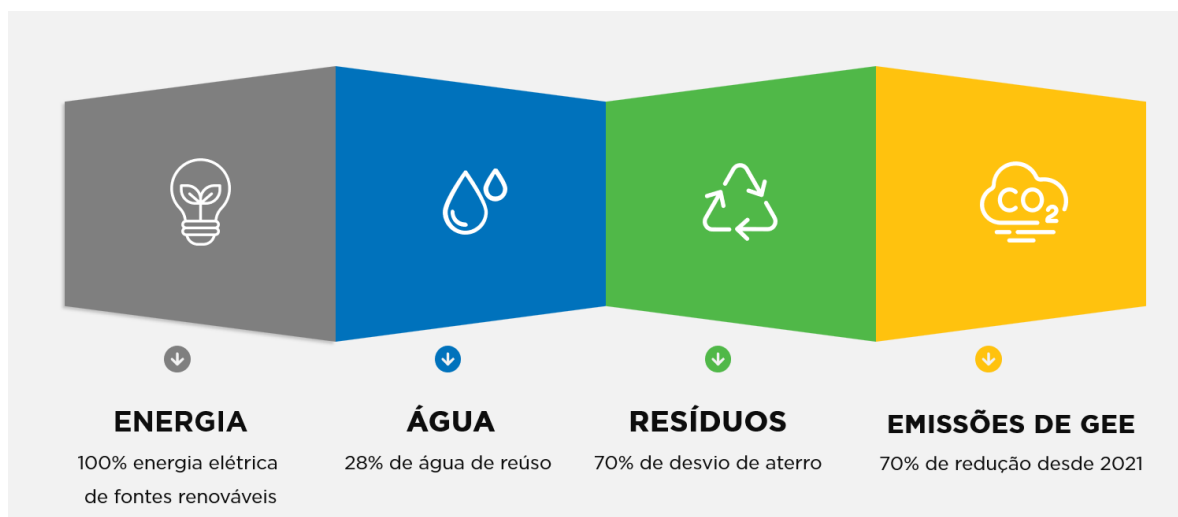 CO₂
ENERGIA
100% energia elétrica
de fontes renováveis
ÁGUA
28% de água de reúso
RESÍDUOS
70% de desvio de aterro
EMISSÕES DE GEE
70% de redução desde 2021